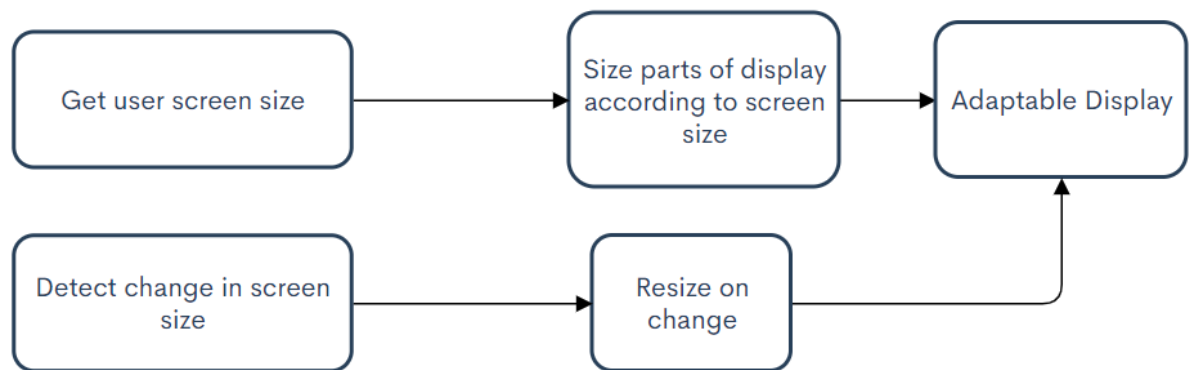 Get user screen size
Size parts of display
according to screen
size
Adaptable Display
Detect change in screen
size
Resize on
change